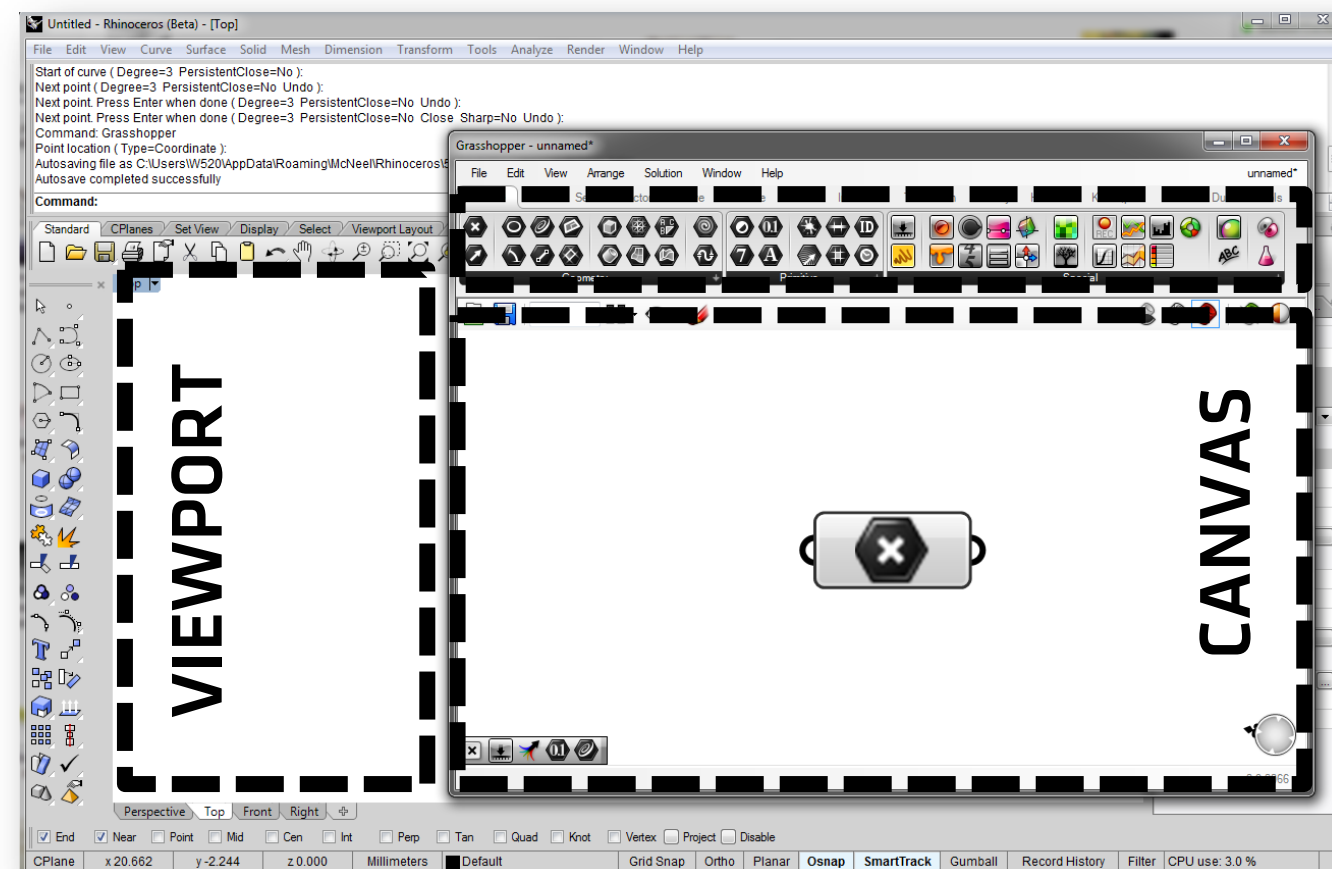 Untitled - Rhinoceros (Beta) - [Top]
File Edit View Curve Surface Solid Mesh Dimension Transform Tools Analyze Render Window Help
Start of curve ( Degree=3 PersistentClose=No ):
Next point ( Degree=3 PersistentClose=No Undo ):
Next point. Press Enter when done ( Degree=3 PersistentClose=No Undo ):
Next point. Press Enter when done ( Degree=3 PersistentClose=No Close Sharp=No Undo ):
Command: Grasshopper
Point location ( Type=Coordinate ):
Autosaving file as C:\Users\W520\AppData\Roaming\McNeel\Rhinoceros\
Autosave completed successfully
Command:
Standard CPlanes Set View Display Select Viewport Layout
Grasshopper - unnamed*
File Edit View Arrange Solution Window Help unnamed*
Special
VIEWPORT
CANVAS
Perspective Top Front Right
End Near Point Mid Cen Int Perp Tan Quad Knot Vertex Project Disable
CPlane x 20.662 y -2.244 z 0.000 Millimeters Default Grid Snap Ortho Planar Osnap SmartTrack Gumball Record History Filter CPU use: 3.0 %